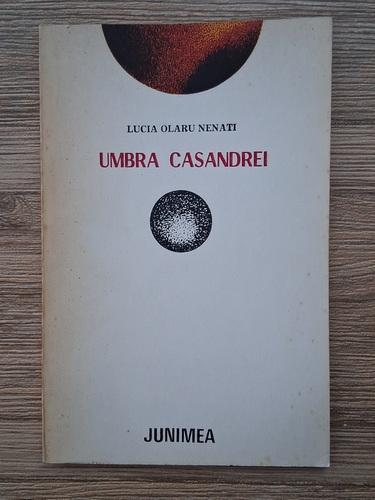 LUCIA OLARU NENATI
UMBRA CASANDREI
JUNIMEA